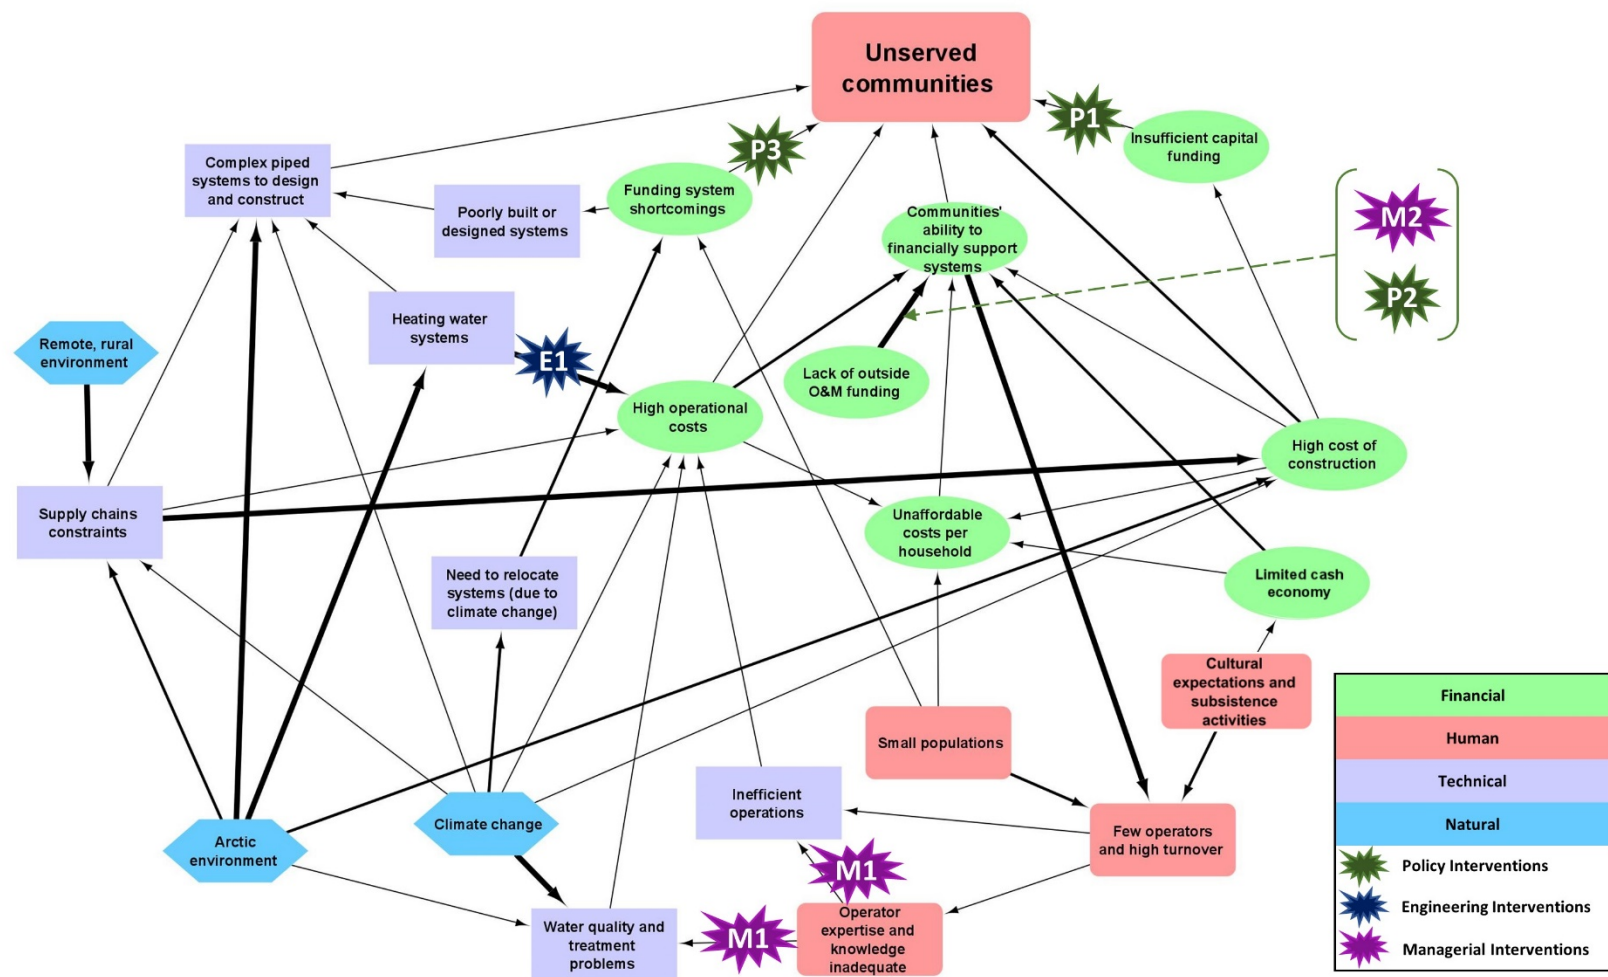 Unserved
communities
P1
Insufficient capital
funding
P3
Complex piped
systems to design
and construct
Funding system
shortcomings
Poorly built or
designed systems
Communities'
ability to
financially support
systems
M2
P2
Heating water
systems
E1
Remote, rural
environment
Lack of outside
O&M funding
High operational
costs
High cost of
construction
Supply chains
constraints
Unaffordable
costs per
household
Need to relocate
systems (due to
climate change)
Limited cash
economy
Cultural
expectations and
subsistence
activities
Small populations
Inefficient
operations
Climate change
Arctic
environment
Few operators
and high turnover
M1
M1
Water quality and
treatment
problems
Operator
expertise and
knowledge
inadequate
Financial
Human
Technical
Natural
Policy Interventions
Engineering Interventions
Managerial Interventions